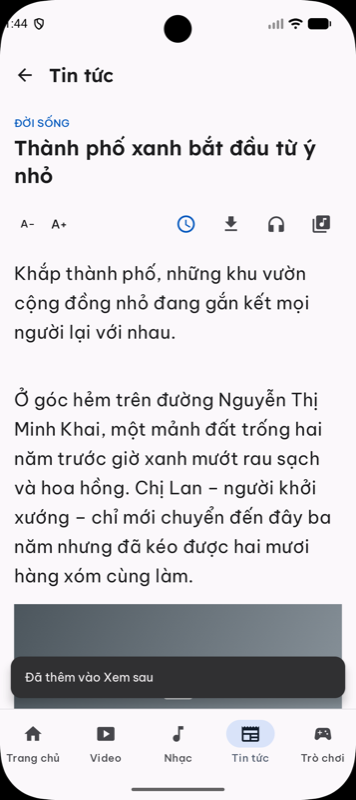 :44
Tin tức
ĐỜI SỐNG
Thành phố xanh bắt đầu từ ý
nhỏ
A-
A+
Khắp thành phố, những khu vườn
cộng đồng nhỏ đang gắn kết mọi
người lại với nhau.
Ở góc hẻm trên đường Nguyễn Thị
Minh Khai, một mảnh đất trống hai
năm trước giờ xanh mướt rau sạch
và hoa hồng. Chị Lan – người khởi
xướng – chỉ mới chuyển đến đây ba
năm nhưng đã kéo được hai mươi
hàng xóm cùng làm.
Đã thêm vào Xem sau
Trang chủ
Video
Nhạc
Tin tức
Trò chơi